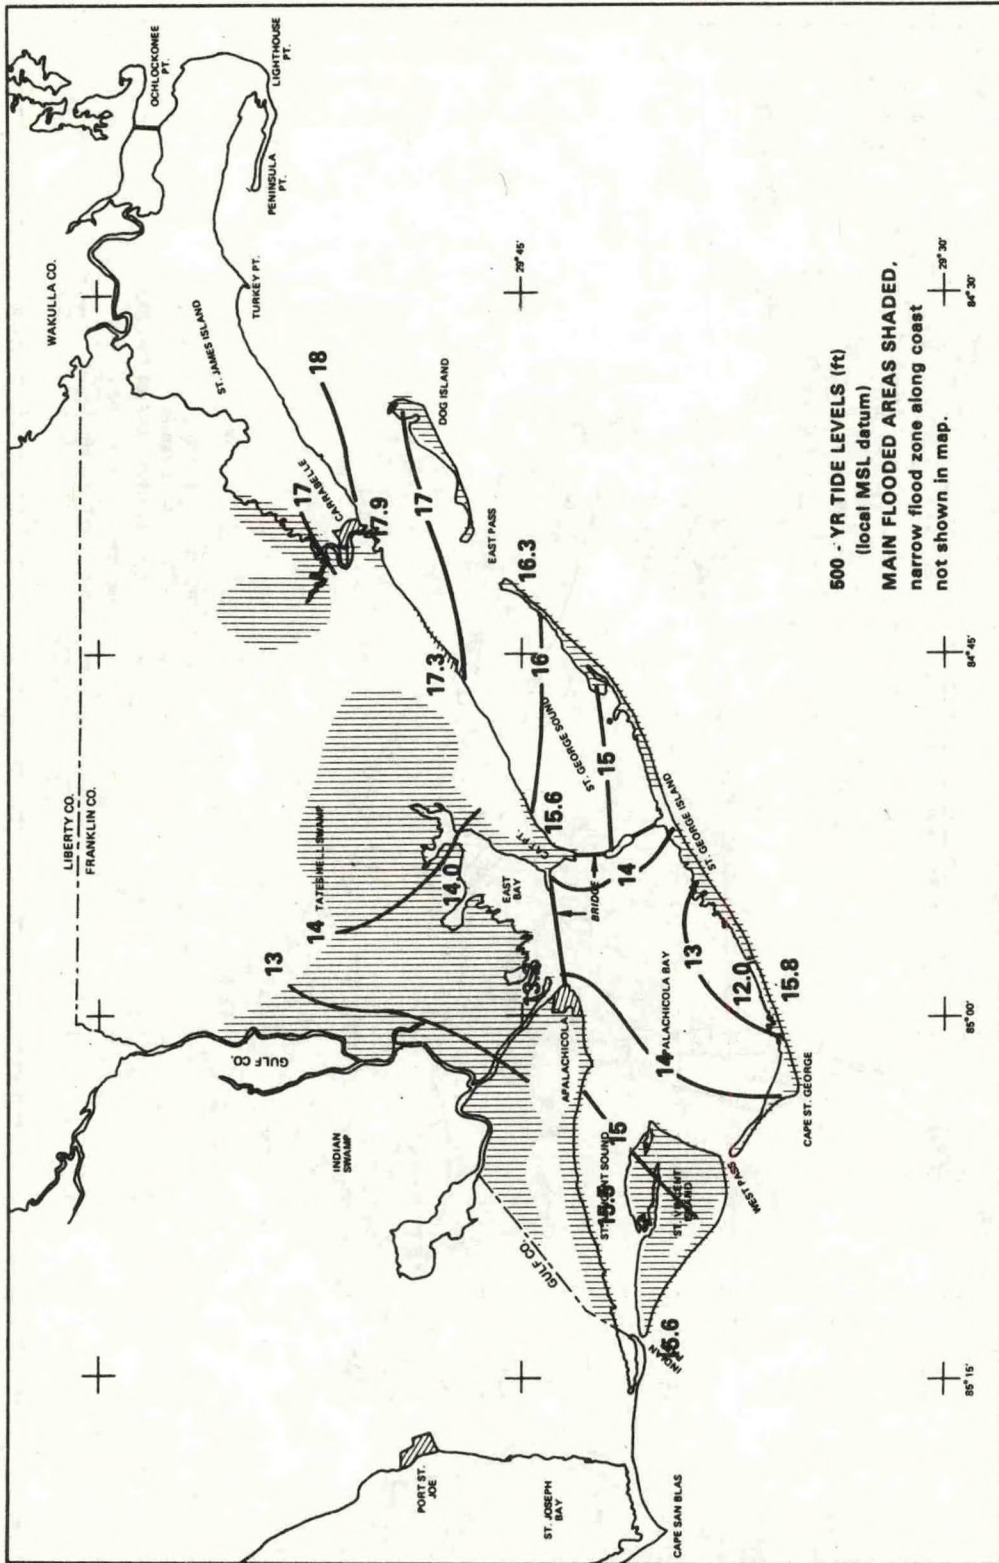 LIBERTY CO.
FRANKLIN CO.
WAKULLA CO.
GULF CO.
INDIAN
SWAMP
OCHLOCKONEE
PT.
LIGHTHOUSE
PT.
PENINSULA
PT.
TURKEY PT.
ST. JAMES ISLAND
CARRABELLE
17
18
17.9
17
DOG ISLAND
EAST PASS
16.3
17.3
16
ST. GEORGE SOUND
15
15.6
CAT PT.
TATES HELL SWAMP
14
14.0
13
EAST
BAY
BRIDGE
14
ST. GEORGE ISLAND
13
12.0
15.8
APALACHICOLA
APALACHICOLA BAY
14
CAPE ST. GEORGE
15
SOUND
ST. VINCENT
WEST PASS
GULF CO.
INDIAN
PORT ST.
JOE
ST. JOSEPH
BAY
CAPE SAN BLAS
29° 45'
29° 30'
84° 30'
84° 45'
85° 00'
85° 15'
500 - YR TIDE LEVELS (ft)
(local MSL datum)
MAIN FLOODED AREAS SHADED,
narrow flood zone along coast
not shown in map.